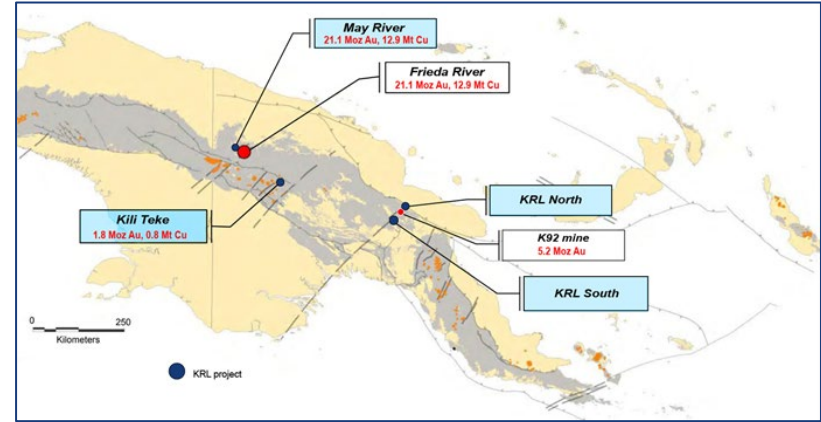 May River
21.1 Moz Au, 12.9 Mt Cu
Frieda River
21.1 Moz Au, 12.9 Mt Cu
KRL North
Kili Teke
1.8 Moz Au, 0.8 Mt Cu
K92 mine
5.2 Moz Au
KRL South
0 250
Kilometers
KRL project